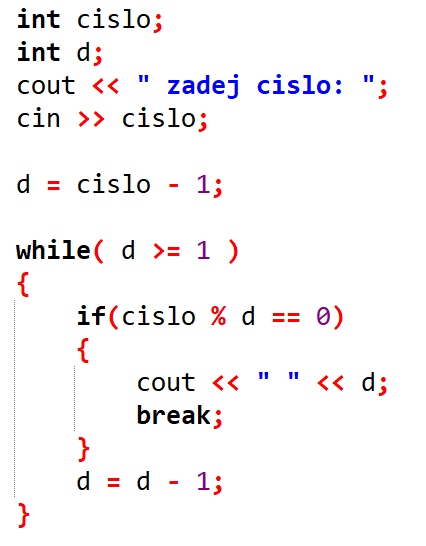 int cislo;
int d;
cout << " zadej cislo: ";
cin >> cislo;

d = cislo - 1;

while( d >= 1 )
{
    if(cislo % d == 0)
    {
        cout << " " << d;
        break;
    }
    d = d - 1;
}